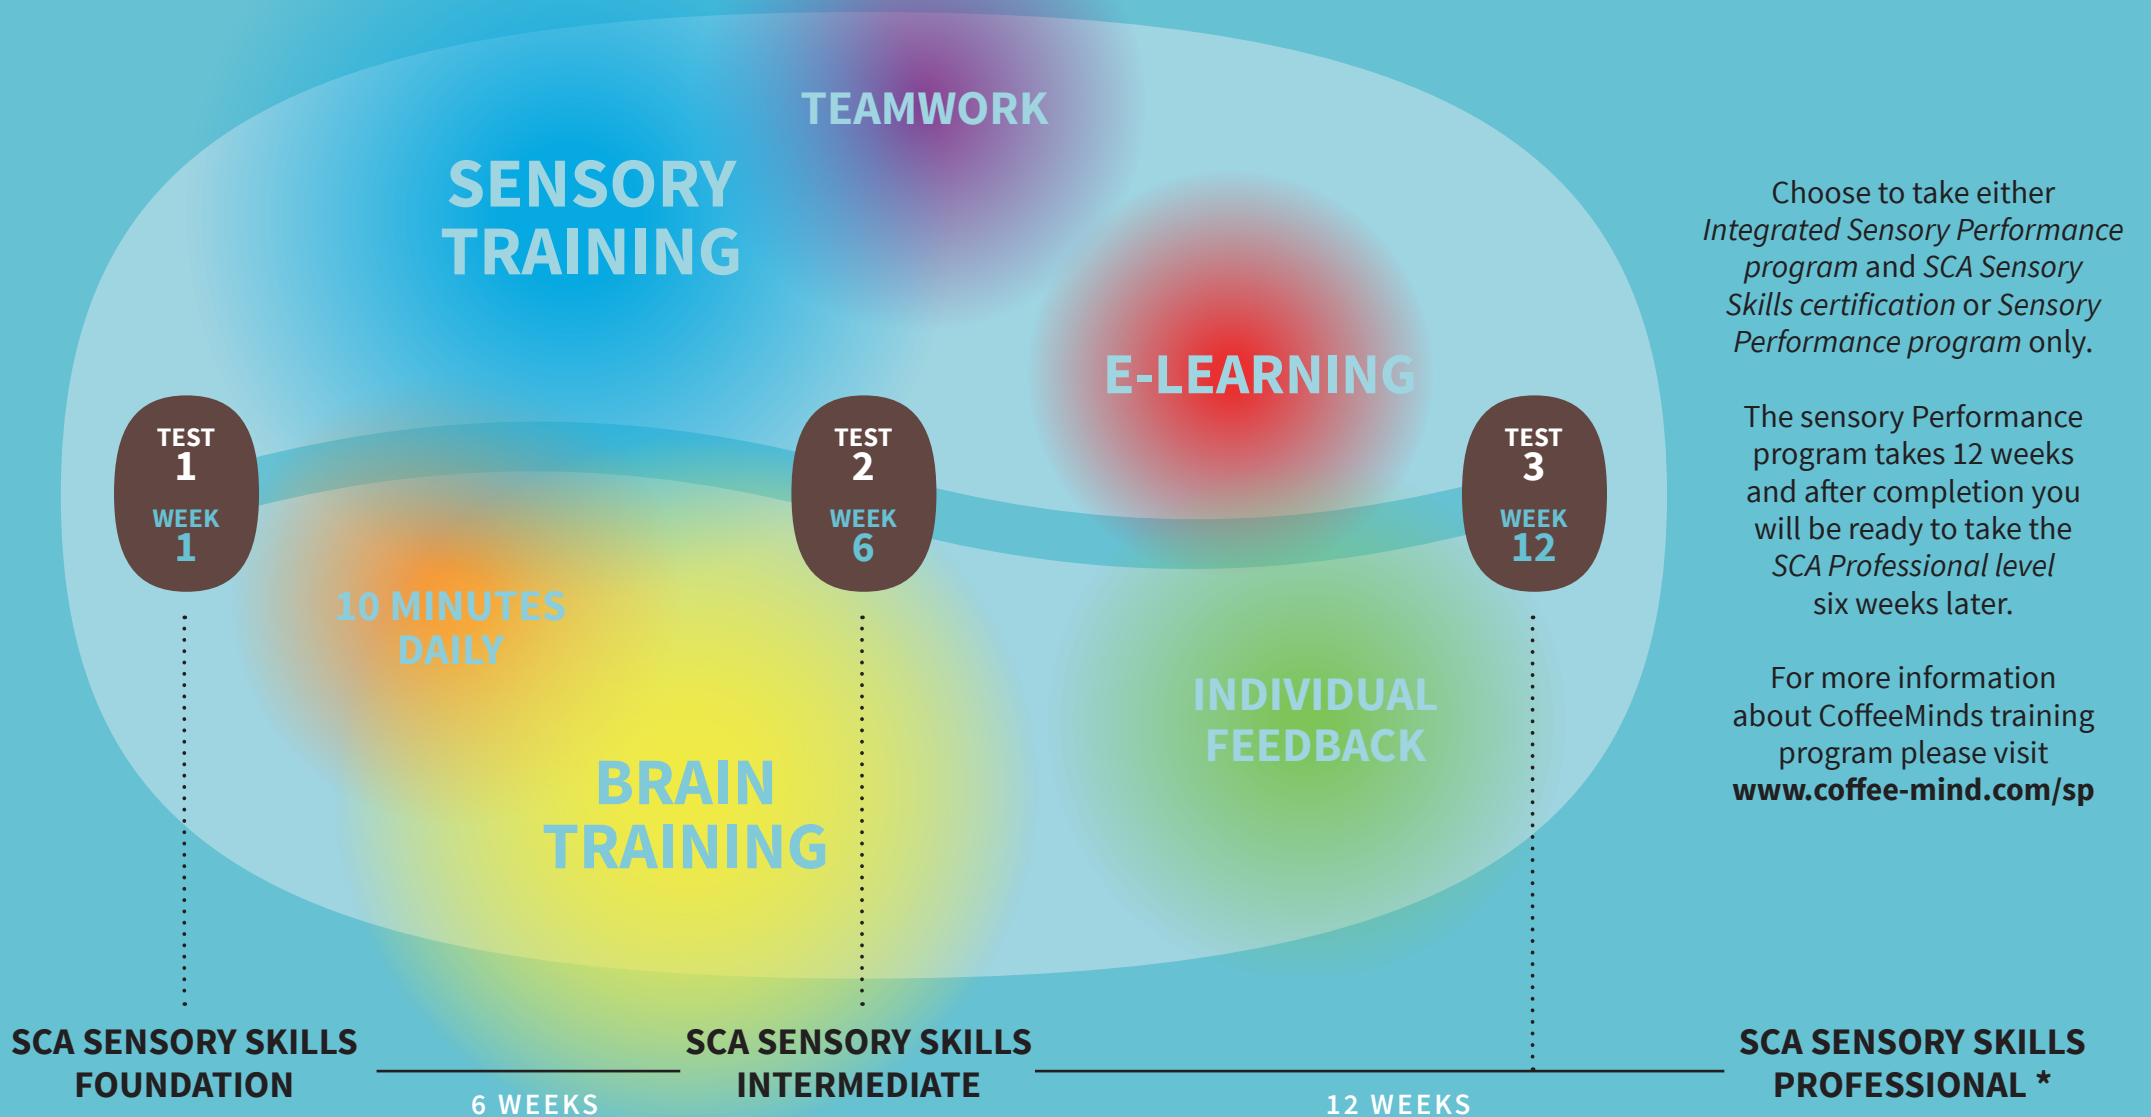 TEAMWORK
SENSORY
TRAINING
E-LEARNING
TEST
1
WEEK
1
TEST
2
WEEK
6
TEST
3
WEEK
12
10 MINUTES
DAILY
BRAIN
TRAINING
INDIVIDUAL
FEEDBACK
Choose to take either
Integrated Sensory Performance
program and SCA Sensory
Skills certification or Sensory
Performance program only.
The sensory Performance
program takes 12 weeks
and after completion you
will be ready to take the
SCA Professional level
six weeks later.
For more information
about CoffeeMinds training
program please visit
www.coffee-mind.com/sp
SCA SENSORY SKILLS
FOUNDATION
6 WEEKS
SCA SENSORY SKILLS
INTERMEDIATE
12 WEEKS
SCA SENSORY SKILLS
PROFESSIONAL *